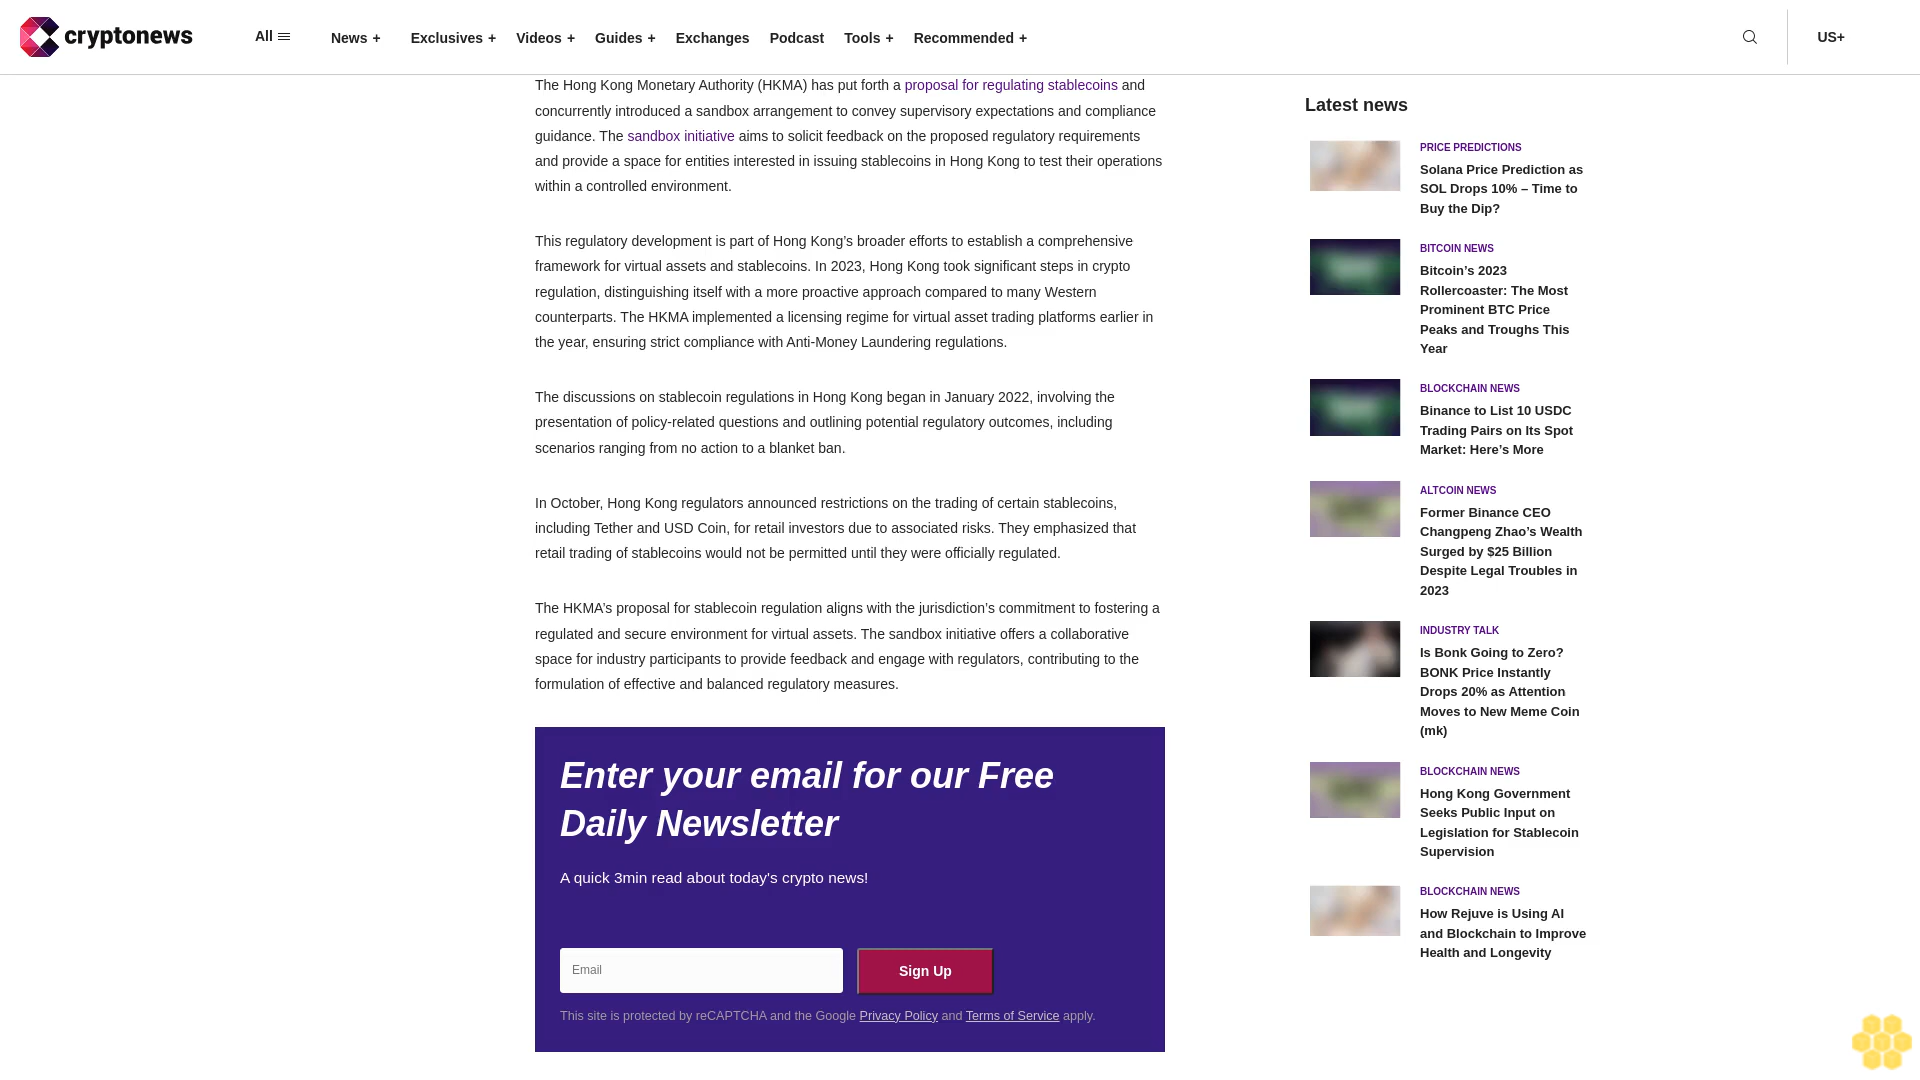 cryptonews
All
News +
Exclusives +
Videos +
Guides +
Exchanges
Podcast
Tools +
Recommended +
US+
The Hong Kong Monetary Authority (HKMA) has put forth a proposal for regulating stablecoins and
concurrently introduced a sandbox arrangement to convey supervisory expectations and compliance
guidance. The sandbox initiative aims to solicit feedback on the proposed regulatory requirements
and provide a space for entities interested in issuing stablecoins in Hong Kong to test their operations
within a controlled environment.
This regulatory development is part of Hong Kong’s broader efforts to establish a comprehensive
framework for virtual assets and stablecoins. In 2023, Hong Kong took significant steps in crypto
regulation, distinguishing itself with a more proactive approach compared to many Western
counterparts. The HKMA implemented a licensing regime for virtual asset trading platforms earlier in
the year, ensuring strict compliance with Anti-Money Laundering regulations.
The discussions on stablecoin regulations in Hong Kong began in January 2022, involving the
presentation of policy-related questions and outlining potential regulatory outcomes, including
scenarios ranging from no action to a blanket ban.
In October, Hong Kong regulators announced restrictions on the trading of certain stablecoins,
including Tether and USD Coin, for retail investors due to associated risks. They emphasized that
retail trading of stablecoins would not be permitted until they were officially regulated.
The HKMA’s proposal for stablecoin regulation aligns with the jurisdiction’s commitment to fostering a
regulated and secure environment for virtual assets. The sandbox initiative offers a collaborative
space for industry participants to provide feedback and engage with regulators, contributing to the
formulation of effective and balanced regulatory measures.
Enter your email for our Free
Daily Newsletter
A quick 3min read about today's crypto news!
Email
Sign Up
This site is protected by reCAPTCHA and the Google Privacy Policy and Terms of Service apply.
Latest news
PRICE PREDICTIONS
Solana Price Prediction as
SOL Drops 10% – Time to
Buy the Dip?
BITCOIN NEWS
Bitcoin’s 2023
Rollercoaster: The Most
Prominent BTC Price
Peaks and Troughs This
Year
BLOCKCHAIN NEWS
Binance to List 10 USDC
Trading Pairs on Its Spot
Market: Here’s More
ALTCOIN NEWS
Former Binance CEO
Changpeng Zhao’s Wealth
Surged by $25 Billion
Despite Legal Troubles in
2023
INDUSTRY TALK
Is Bonk Going to Zero?
BONK Price Instantly
Drops 20% as Attention
Moves to New Meme Coin
(mk)
BLOCKCHAIN NEWS
Hong Kong Government
Seeks Public Input on
Legislation for Stablecoin
Supervision
BLOCKCHAIN NEWS
How Rejuve is Using AI
and Blockchain to Improve
Health and Longevity